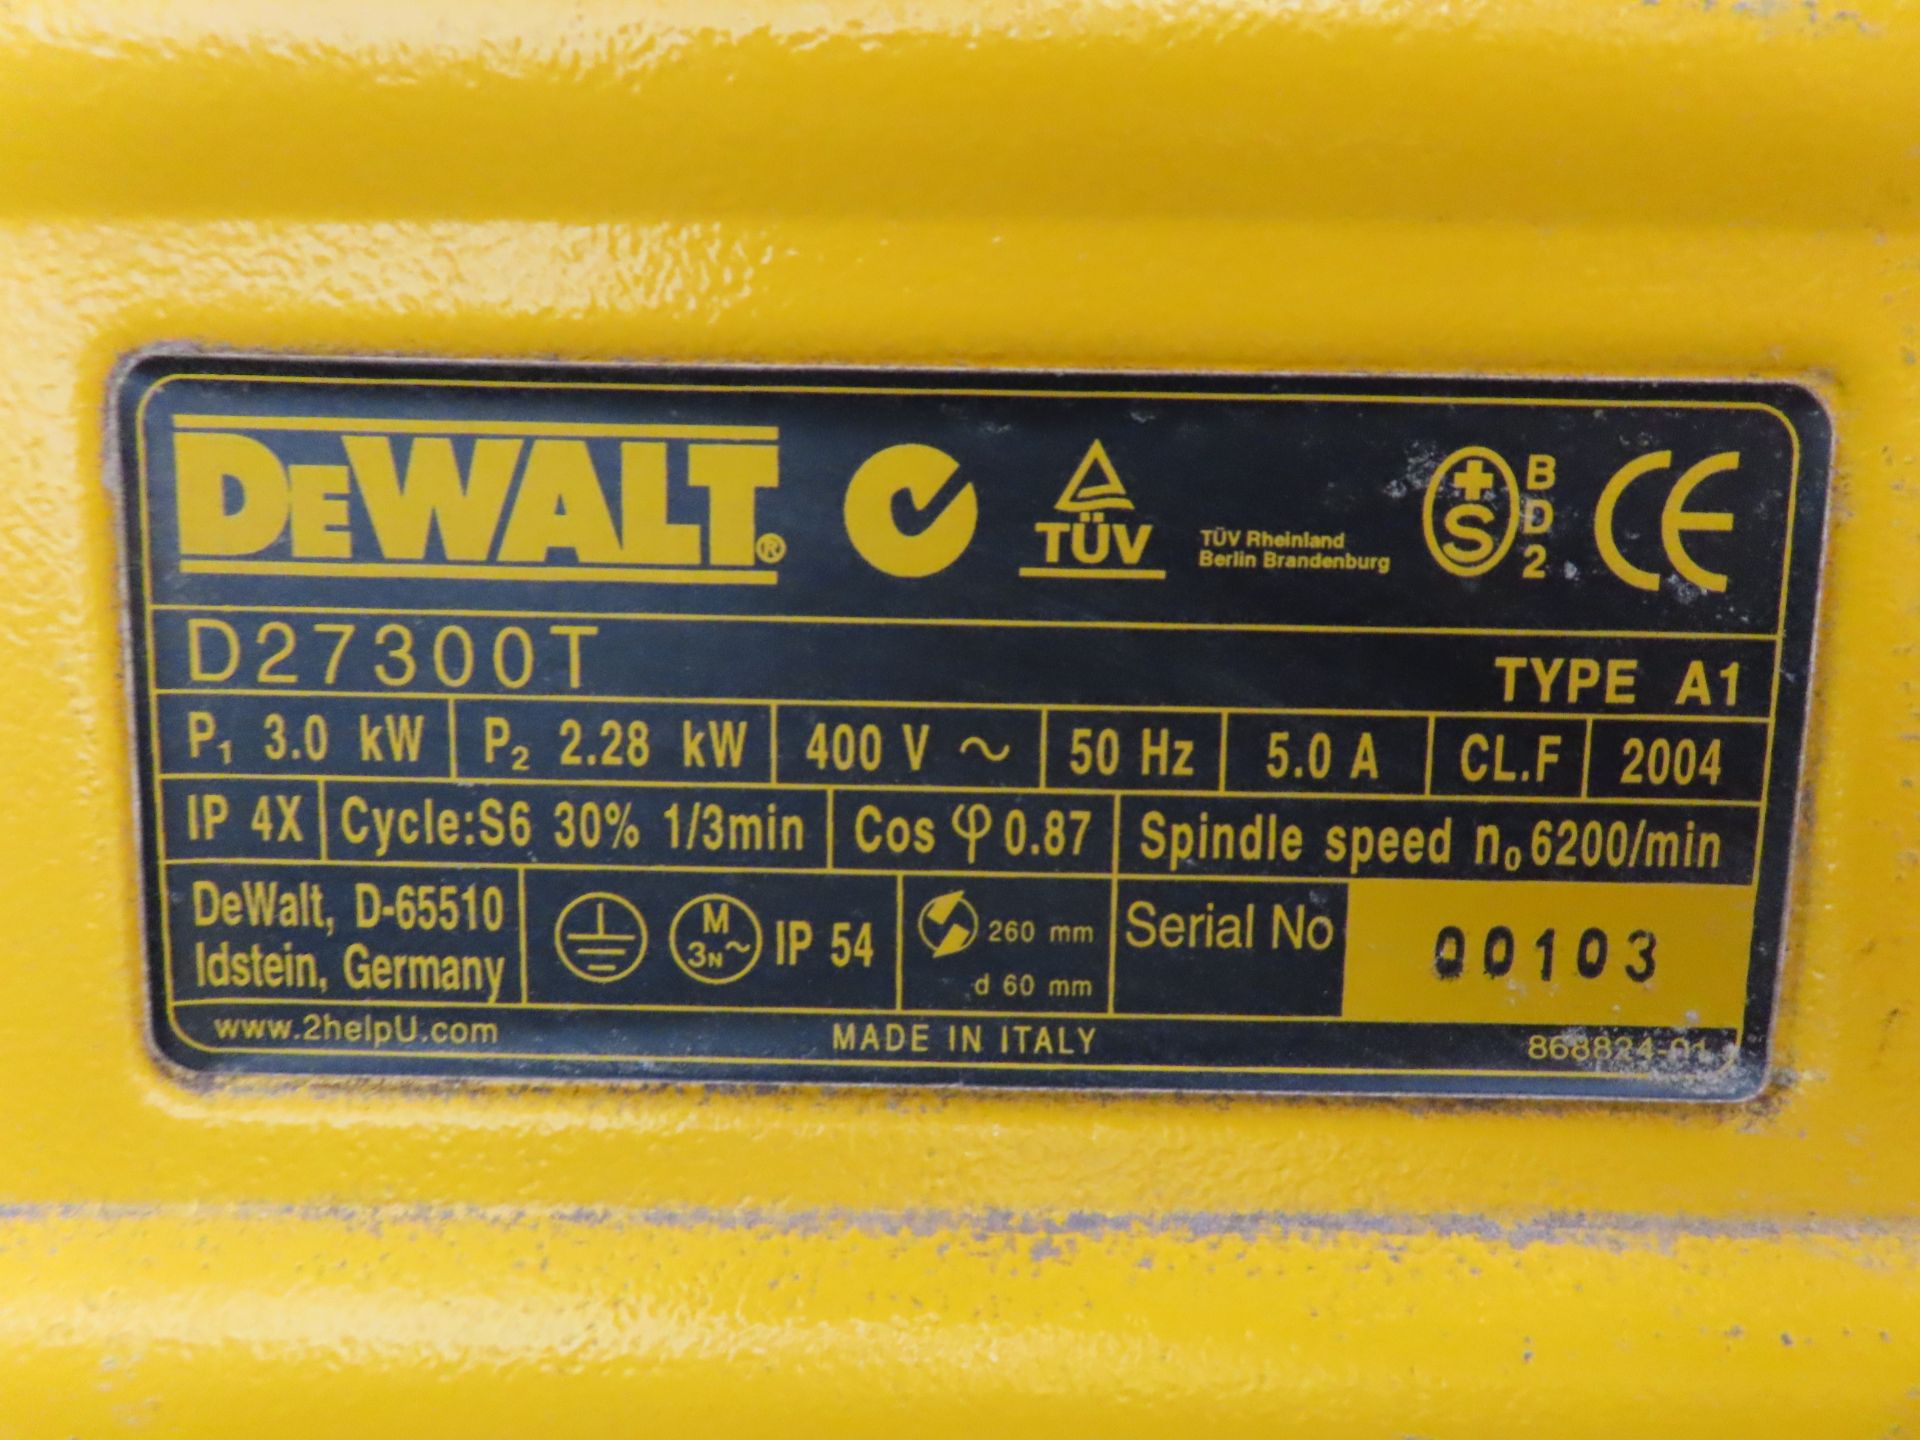 DEWALT®
TÜV
TÜV Rheinland
Berlin Brandenburg
S
B
D
2
CE
D27300T TYPE A1
P₁ 3.0 kW P₂ 2.28 kW 400 V ~ 50 Hz 5.0 A CL.F 2004
IP 4X Cycle:S6 30% 1/3min Cos φ 0.87 Spindle speed n₀ 6200/min
DeWalt, D-65510
Idstein, Germany
M
3N~
IP 54
260 mm
d 60 mm
Serial No 00103
www.2helpU.com MADE IN ITALY 868824-01